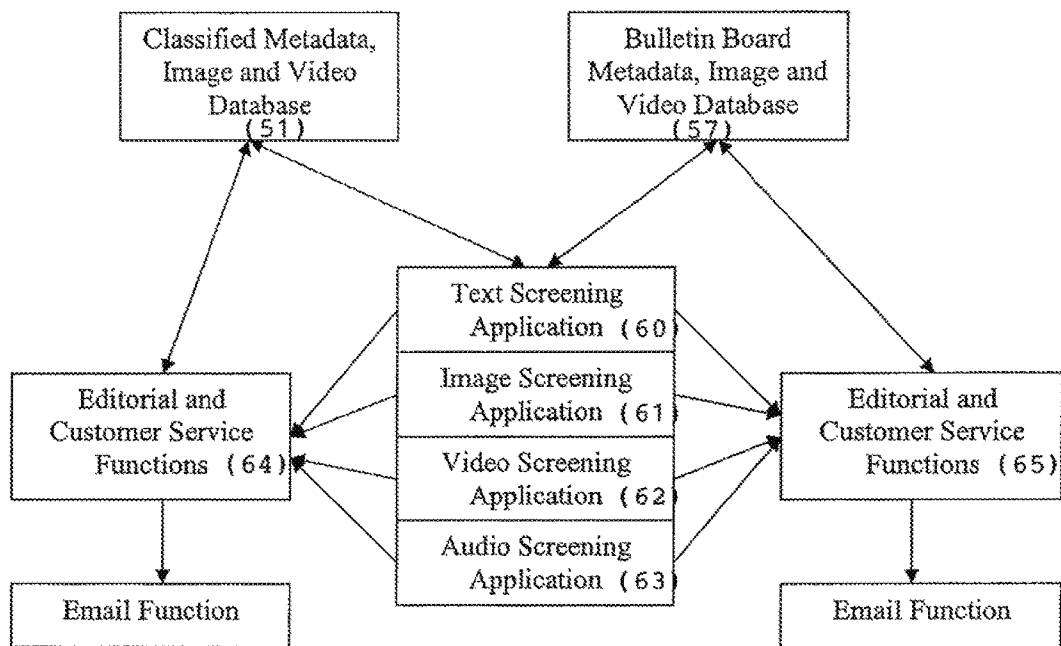 Classified Metadata,
Image and Video
Database
(51)
Bulletin Board
Metadata, Image and
Video Database
(57)
Text Screening
Application (60)
Image Screening
Application (61)
Video Screening
Application (62)
Audio Screening
Application (63)
Editorial and
Customer Service
Functions (64)
Editorial and
Customer Service
Functions (65)
Email Function
Email Function